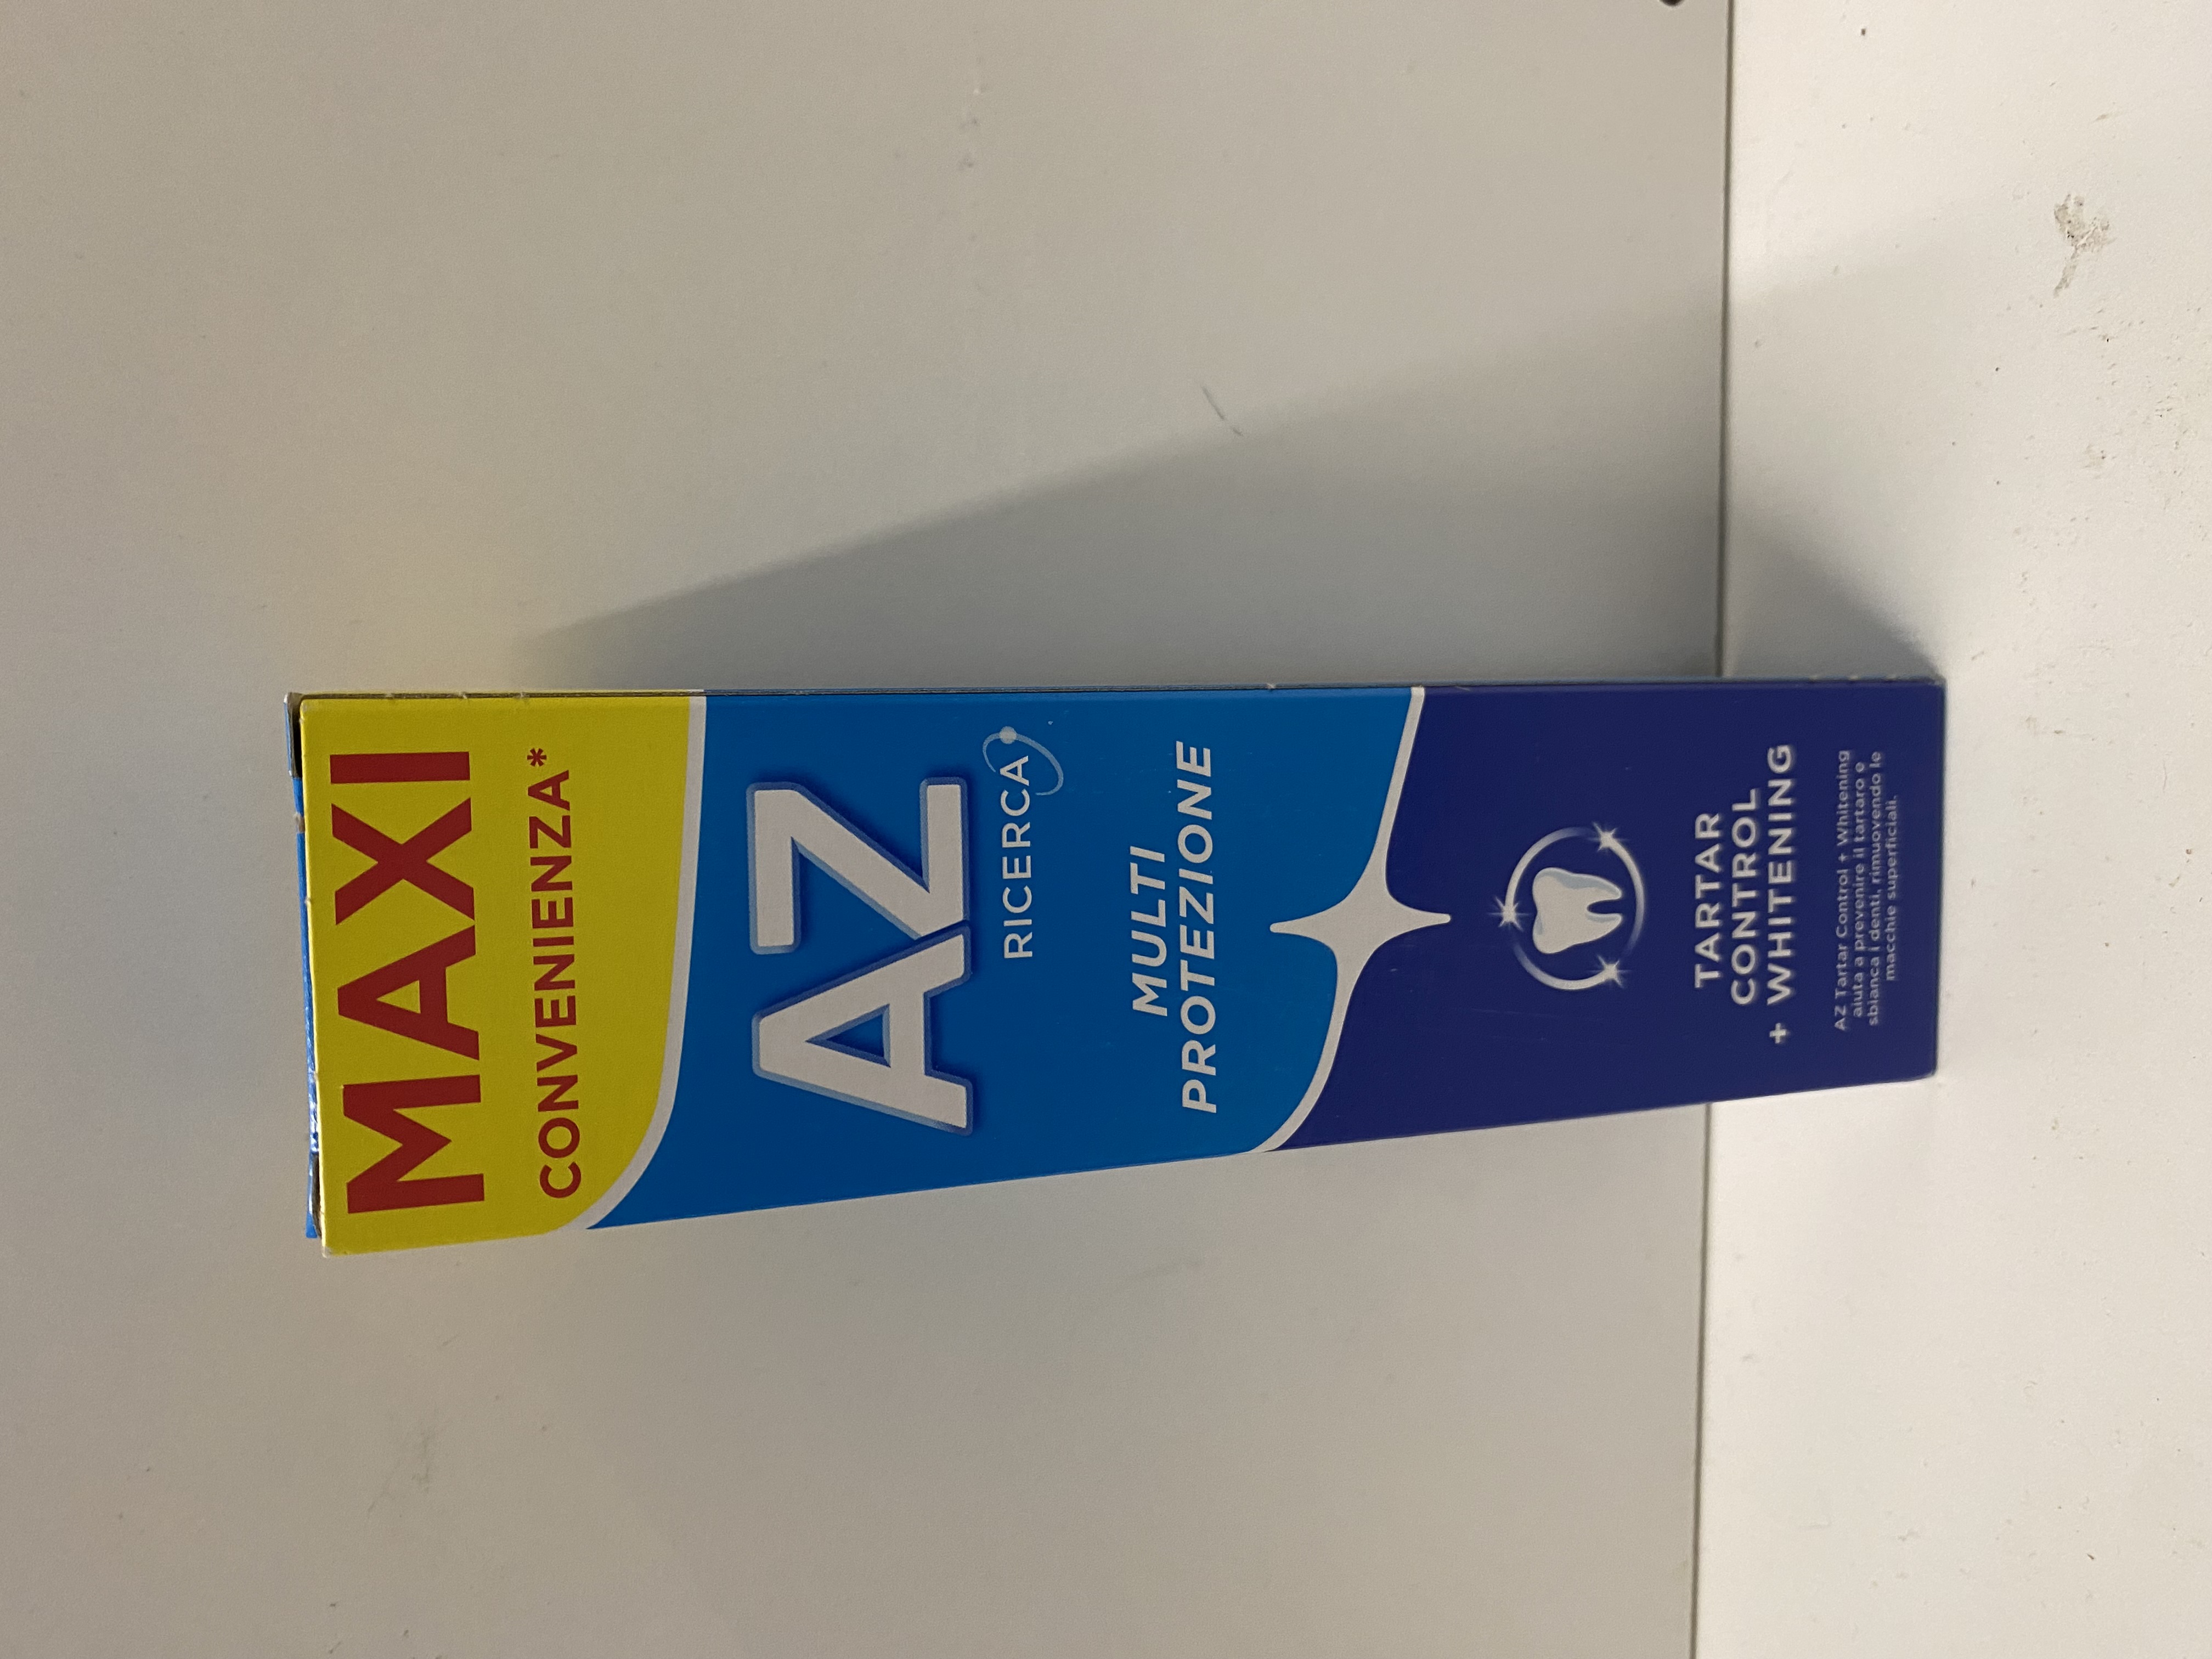 MAXI
CONVENIENZA*
AZ
RICERCA
MULTI
PROTEZIONE
TARTAR
CONTROL
+ WHITENING
AZ Tartar Control + Whitening
aiuta a prevenire il tartaro e
sbianca i denti, rimuovendo le
macchie superficiali.